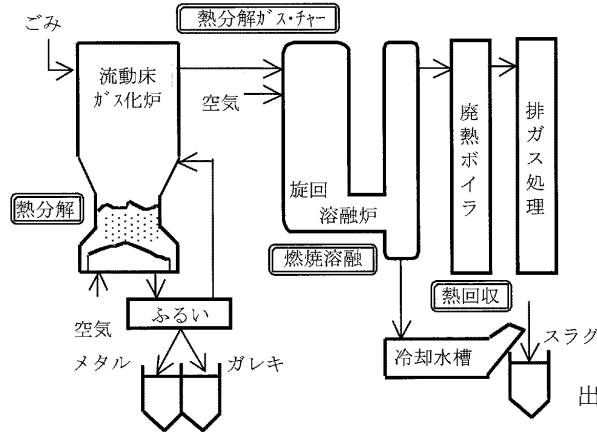 ごみ
熱分解ガス・チャー
流動床
ガス化炉
空気
廃熱ボイラ
排ガス処理
熱分解
旋回
溶融炉
燃焼溶融
熱回収
空気
ふるい
メタル
ガレキ
冷却水槽
スラグ
出